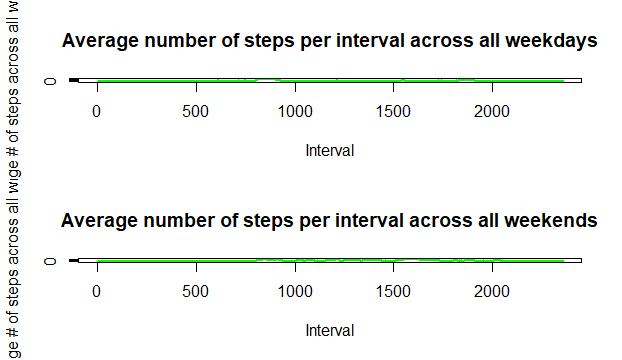 Average number of steps per interval across all weekdays
0
0 500 1000 1500 2000
Interval
ge # of steps across all w
Average number of steps per interval across all weekends
0
0 500 1000 1500 2000
Interval
ge # of steps across all w